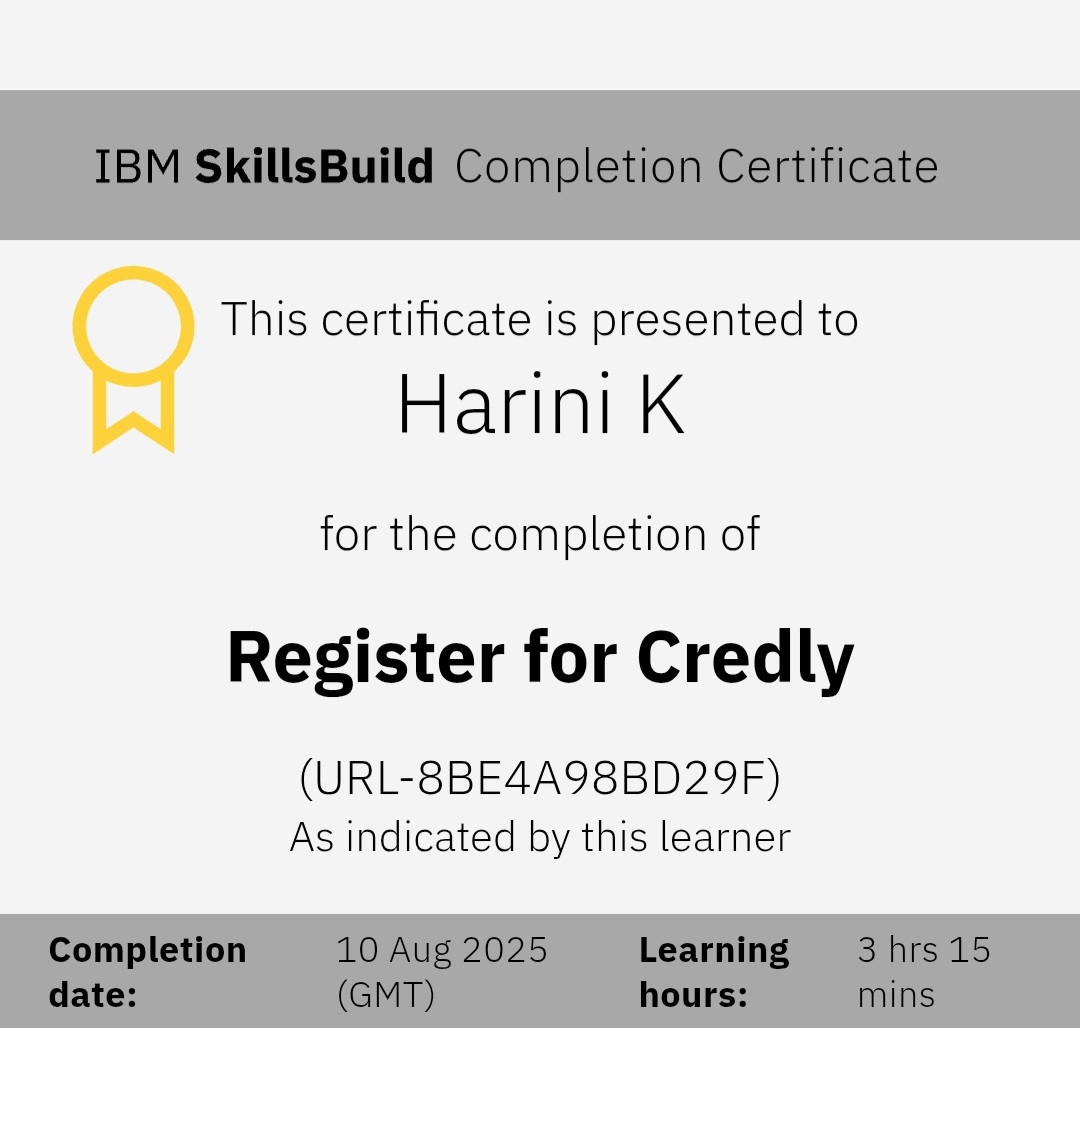 IBM SkillsBuild Completion Certificate
This certificate is presented to
Harini K
for the completion of
Register for Credly
(URL-8BE4A98BD29F)
As indicated by this learner
Completion date: 10 Aug 2025 (GMT) Learning hours: 3 hrs 15 mins